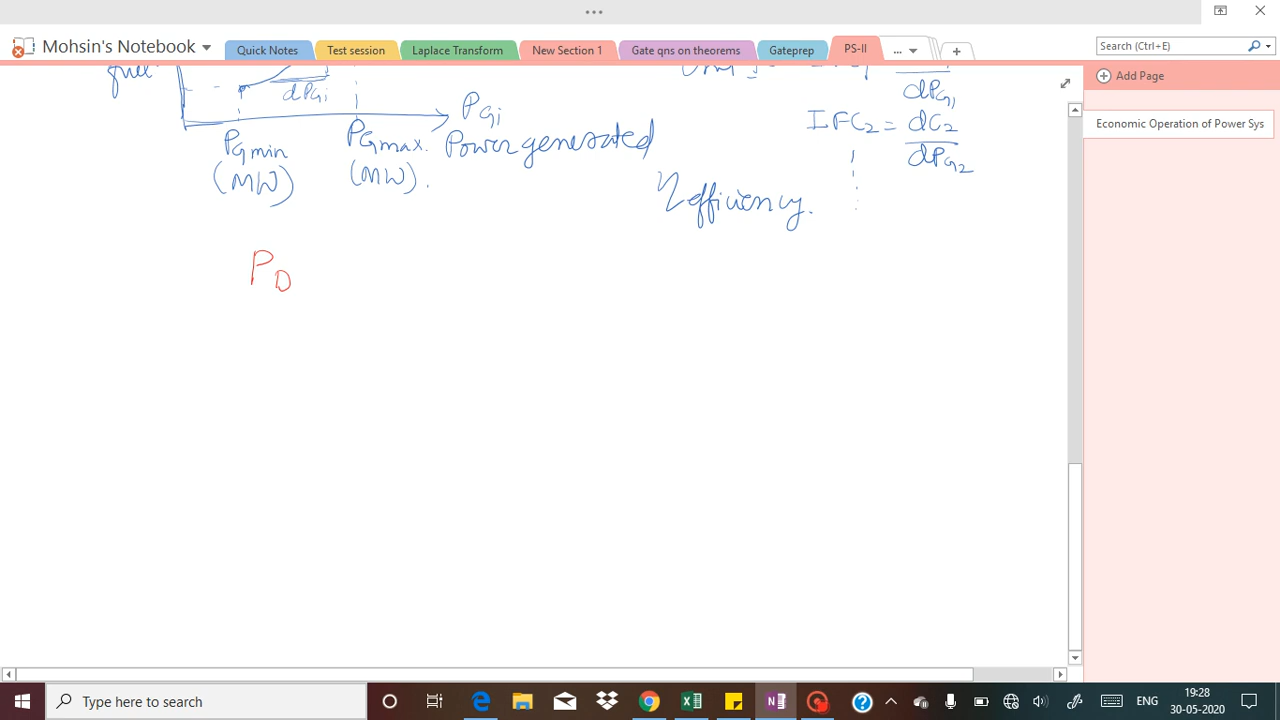 Mohsin's Notebook
Quick Notes
Test session
Laplace Transform
New Section 1
Gate qns on theorems
Gateprep
PS-II
...
Search (Ctrl+E)
Add Page
Economic Operation of Power Sys
fuel
dPGi
PGi
Power generated
PGmin
(MW)
PGmax.
(MW).
dPG1
IFC2 = dC2
dPG2
η efficiency.
PD
Type here to search
ENG
19:28
30-05-2020